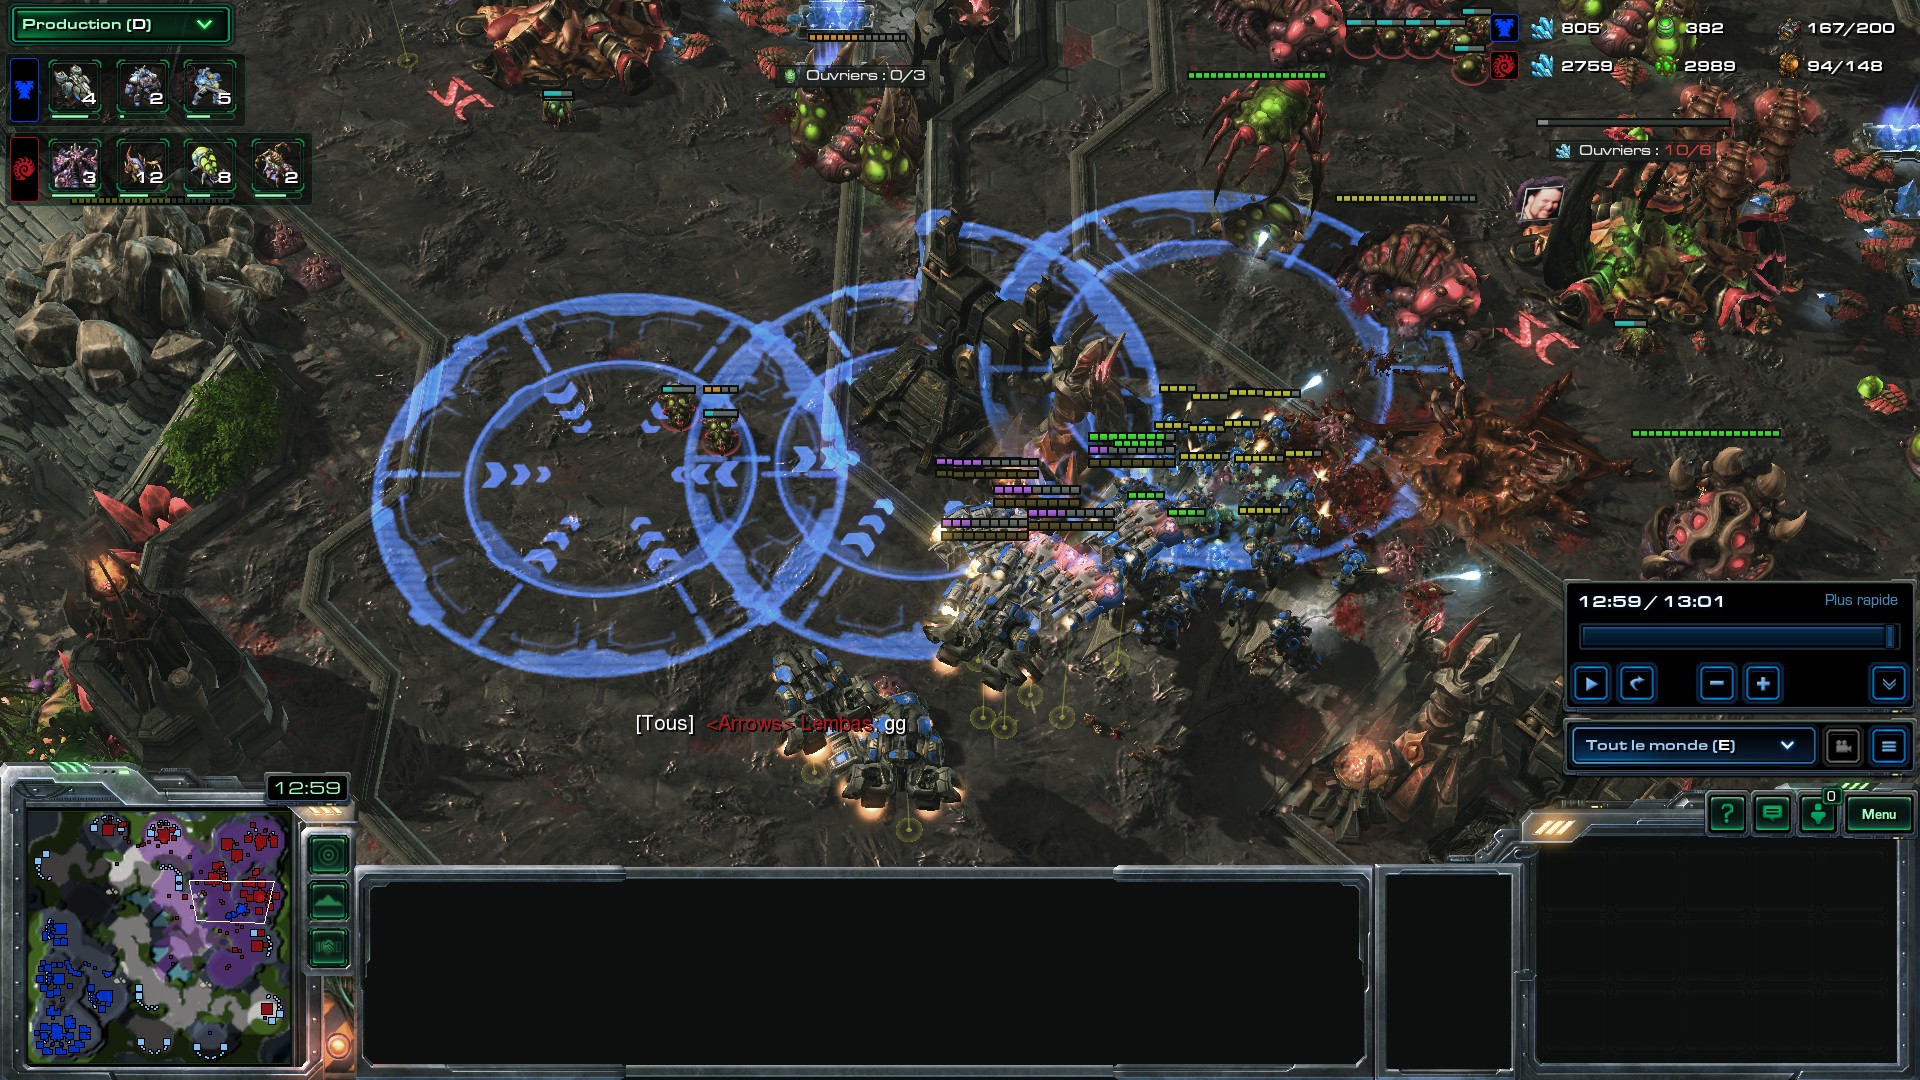 Production (D)
4 2 5
3 12 8 2
Ouvriers : 0/3
805 382 167/200
2759 2989 94/148
Ouvriers : 10/8
12:59 / 13:01 Plus rapide
[Tous] <Arrows> Lembas: gg
Tout le monde (E)
12:59
0
? Menu